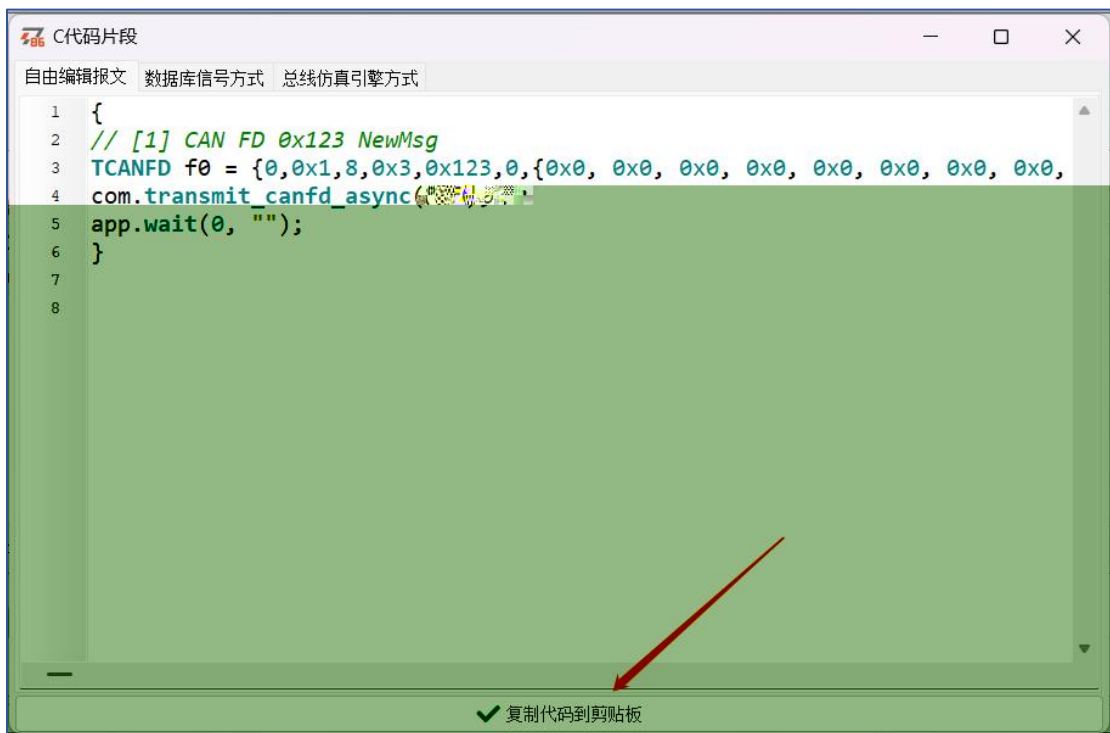 C代码片段
自由编辑报文 数据库信号方式 总线仿真引擎方式
1 {
2 // [1] CAN FD 0x123 NewMsg
3 TCANFD f0 = {0,0x1,8,0x3,0x123,0,{0x0, 0x0, 0x0, 0x0, 0x0, 0x0, 0x0, 0x0,
4 com.transmit_canfd_async(
5 app.wait(0, "");
6 }
7
8
复制代码到剪贴板